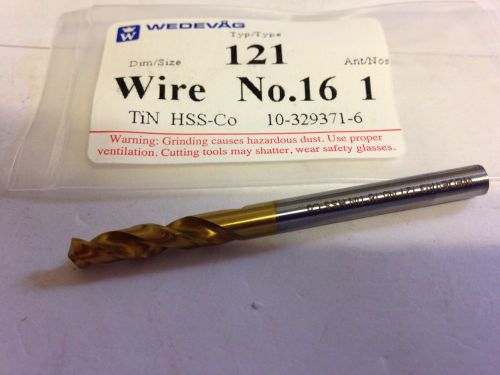 W WEDEVÅG
Typ/Type
121
Dim/Size
Ant/Nos
Wire No.16 1
TiN HSS-Co 10-329371-6
Warning: Grinding causes hazardous dust. Use proper
ventilation. Cutting tools may shatter, wear safety glasses.